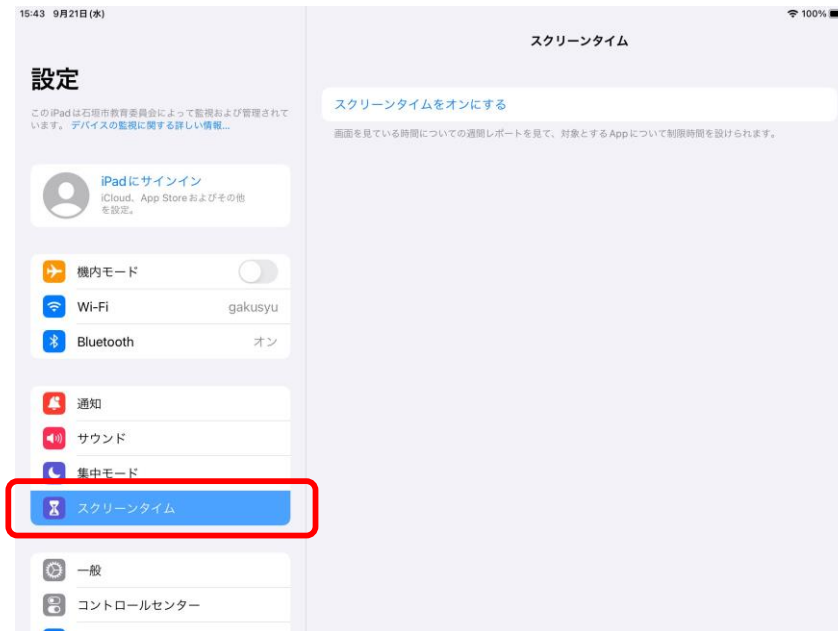 15:43 9月21日(水)
100%
スクリーンタイム
設定
このiPadは石垣市教育委員会によって監視および管理されて
います。 デバイスの監視に関する詳しい情報...
スクリーンタイムをオンにする
画面を見ている時間についての週間レポートを見て、対象とするAppについて制限時間を設けられます。
iPadにサインイン
iCloud、App Storeおよびその他
を設定。
機内モード
Wi-Fi gakusyu
Bluetooth オン
通知
サウンド
集中モード
スクリーンタイム
一般
コントロールセンター